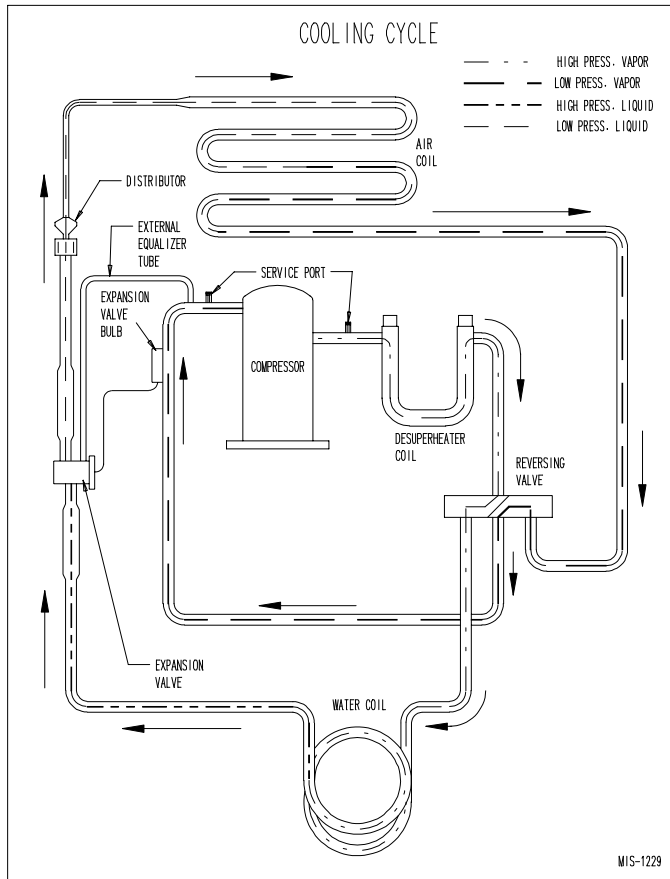 COOLING CYCLE
HIGH PRESS. VAPOR
LOW PRESS. VAPOR
HIGH PRESS. LIQUID
LOW PRESS. LIQUID
AIR
COIL
DISTRIBUTOR
EXTERNAL
EQUALIZER
TUBE
SERVICE PORT
EXPANSION
VALVE
BULB
COMPRESSOR
DESUPERHEATER
COIL
REVERSING
VALVE
EXPANSION
VALVE
WATER COIL
MIS-1229